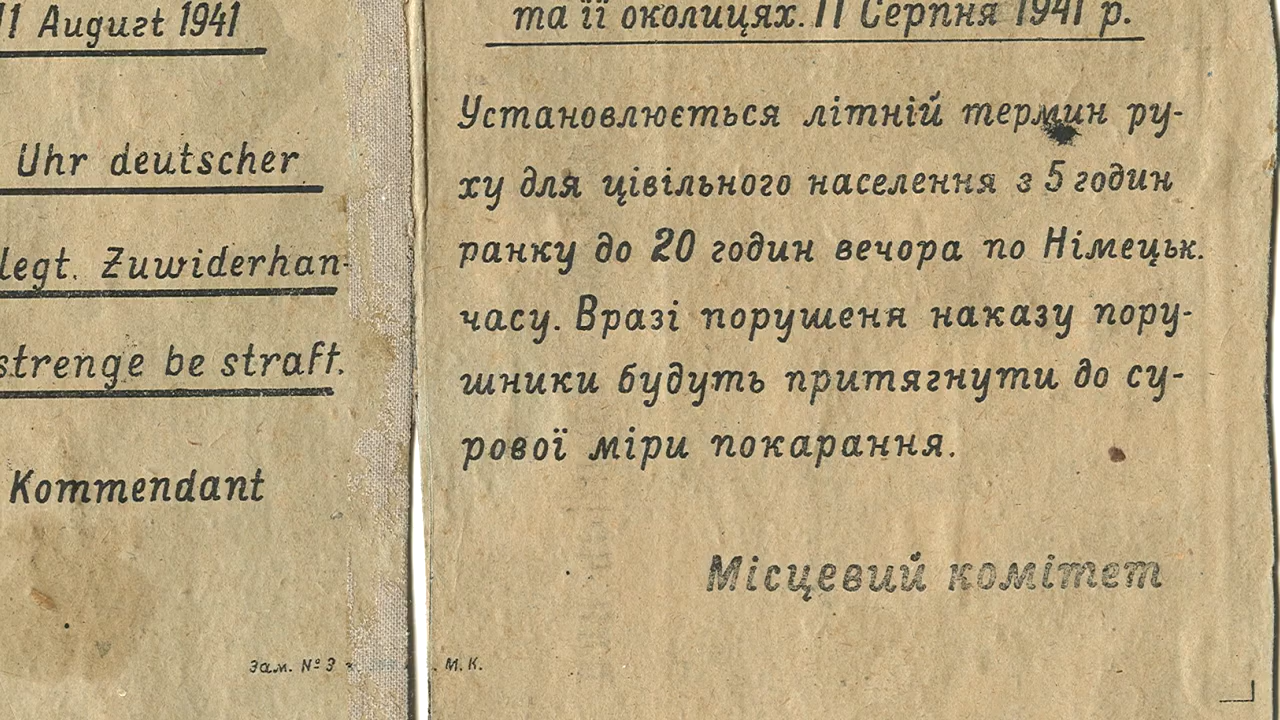 11 August 1941
Uhr deutscher
legt. Zuwiderhan-
strenge be straft.
Kommendant
Зам. № 3
та її околицях. 11 Серпня 1941 р.
Установлюється літній термин ру-
ху для цівільного населення з 5 годин
ранку до 20 годин вечора по Німецьк.
часу. Вразі порушеня наказу пору-
шники будуть притягнути до су-
рової міри покарання.
Місцевий комітет
М. К.